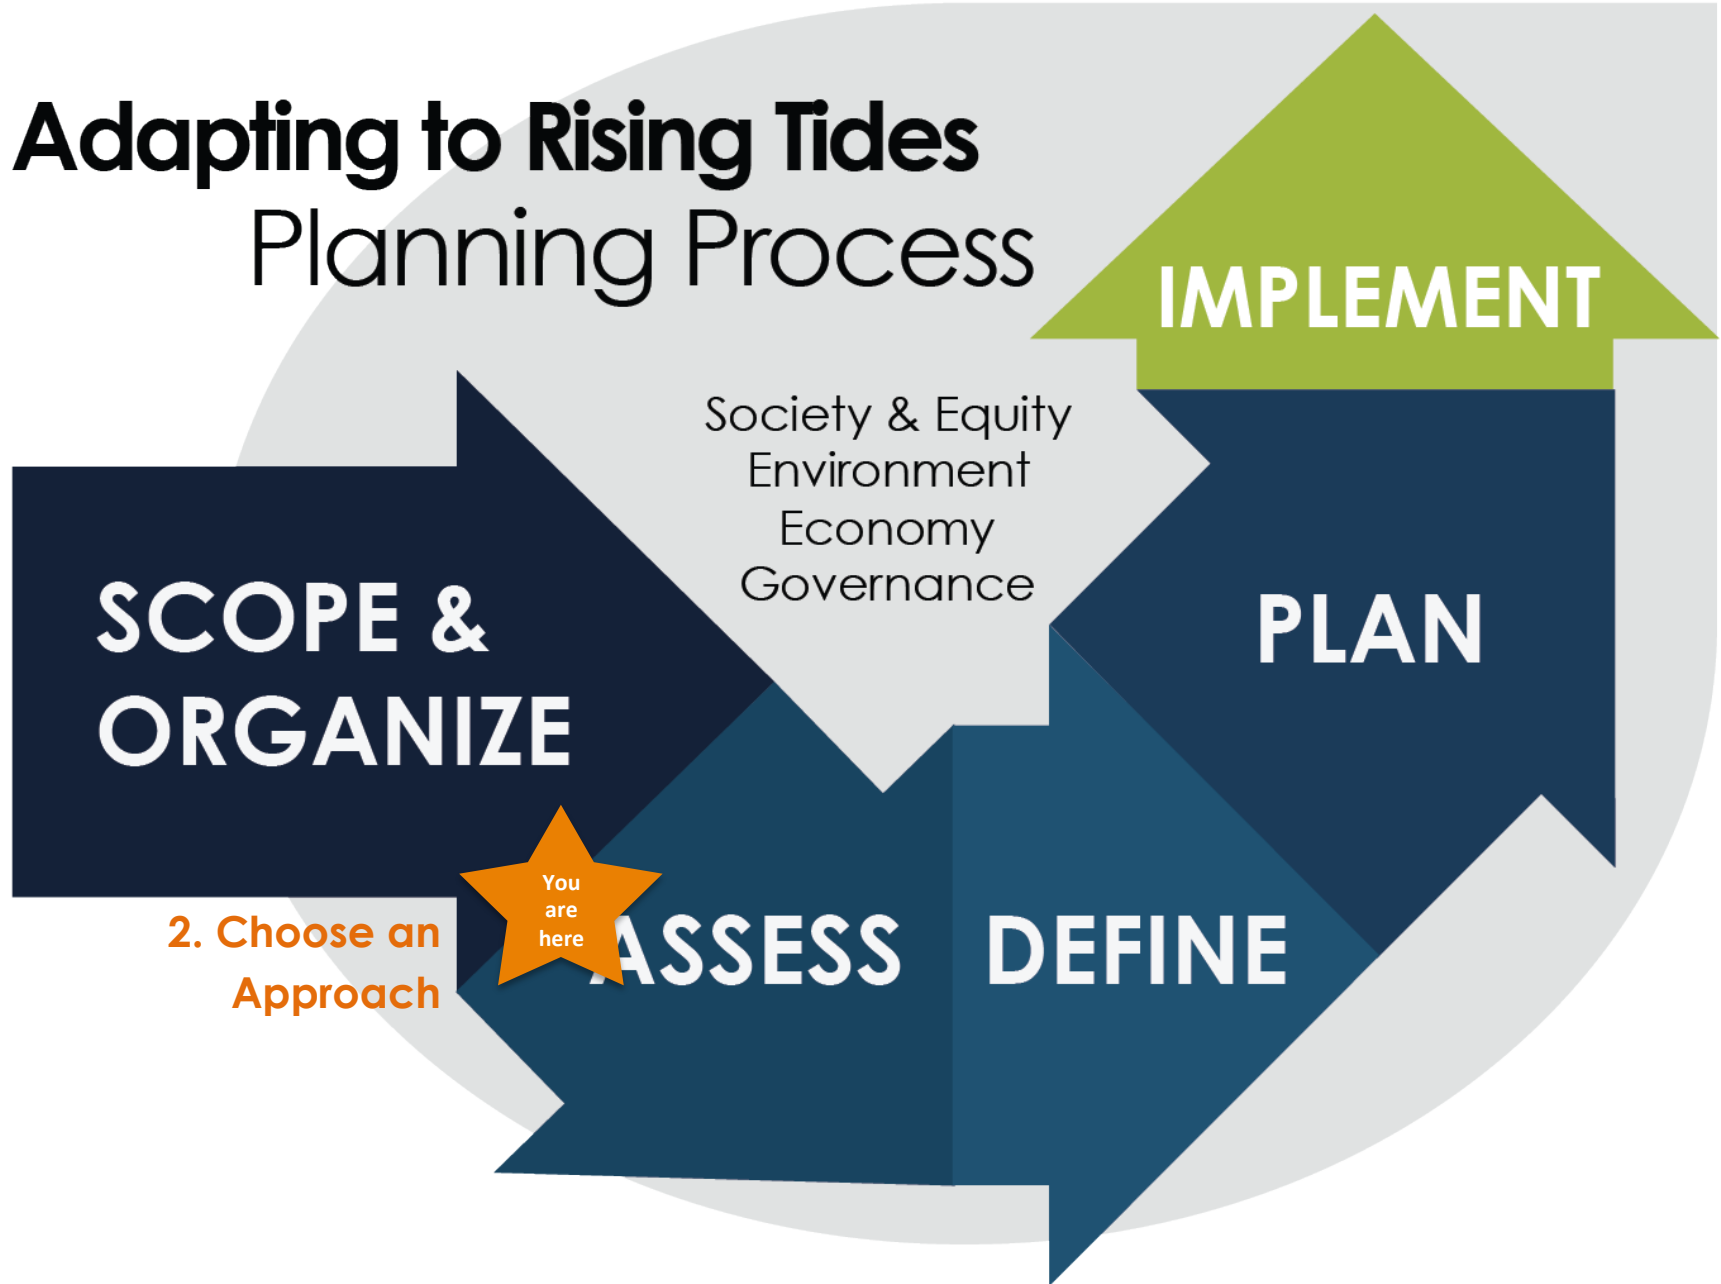 Adapting to Rising Tides
Planning Process
IMPLEMENT
Society & Equity
Environment
Economy
Governance
SCOPE &
ORGANIZE
PLAN
You
are
here
2. Choose an
Approach
ASSESS
DEFINE